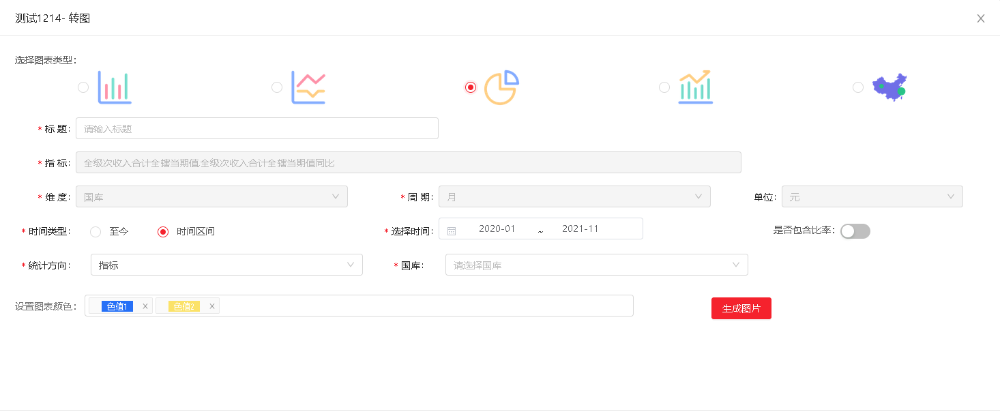 测试1214- 转图
选择图表类型:
* 标 题: 请输入标题
* 指 标: 全级次收入合计全辖当期值,全级次收入合计全辖当期值同比
* 维 度: 国库 * 周 期: 月 单位: 元
* 时间类型: 至今 时间区间 * 选择时间: 2020-01 ~ 2021-11 是否包含比率:
* 统计方向: 指标 * 国库: 请选择国库
设置图表颜色: 色值1 × 色值2 × 生成图片